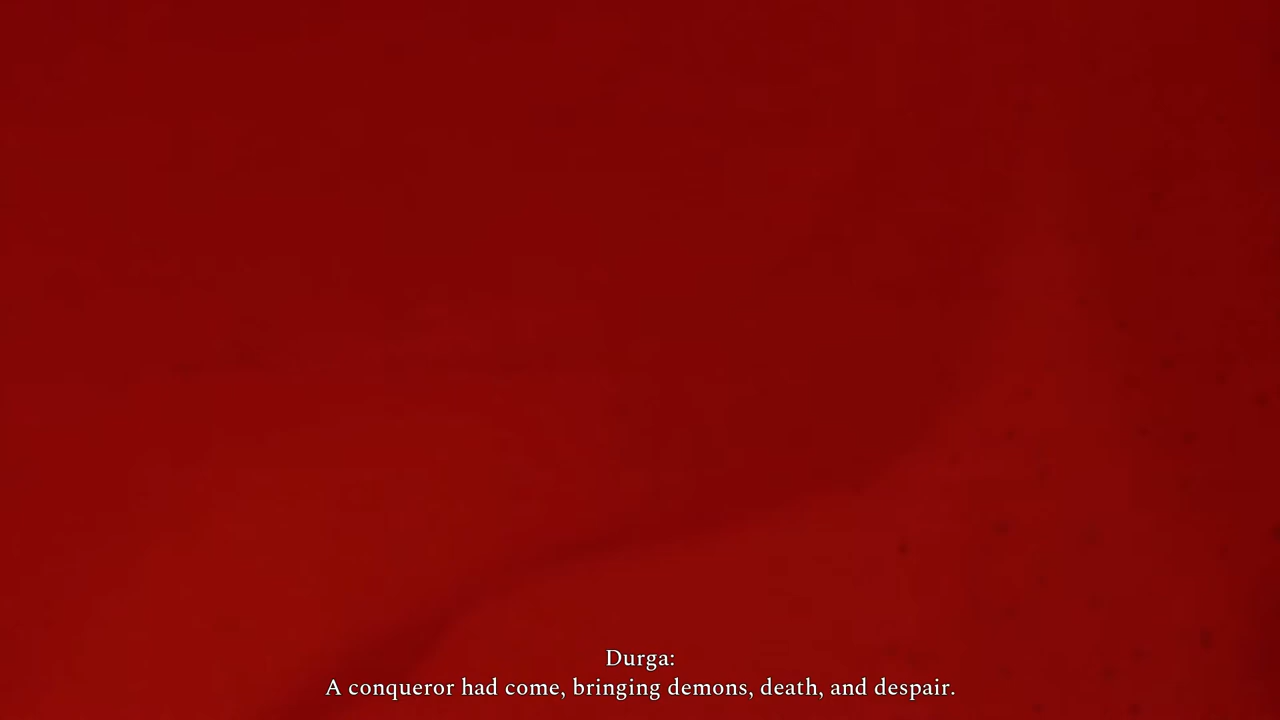 Durga:
A conqueror had come, bringing demons, death, and despair.